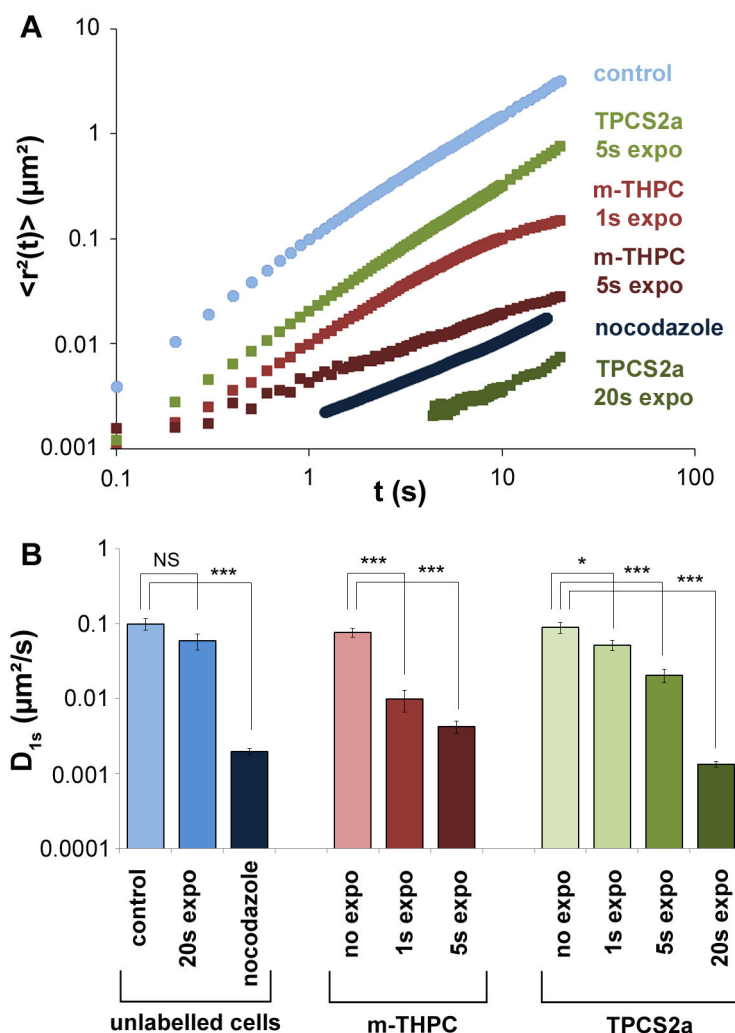 A
10
1
0.1
0.01
0.001
<r²(t)> (µm²)
0.1
1
10
100
t (s)
control
TPCS2a
5s expo
m-THPC
1s expo
m-THPC
5s expo
nocodazole
TPCS2a
20s expo
B
1
0.1
0.01
0.001
0.0001
D1s (µm²/s)
NS
***
***
***
*
***
***
control
20s expo
nocodazole
no expo
1s expo
5s expo
no expo
1s expo
5s expo
20s expo
unlabelled cells
m-THPC
TPCS2a